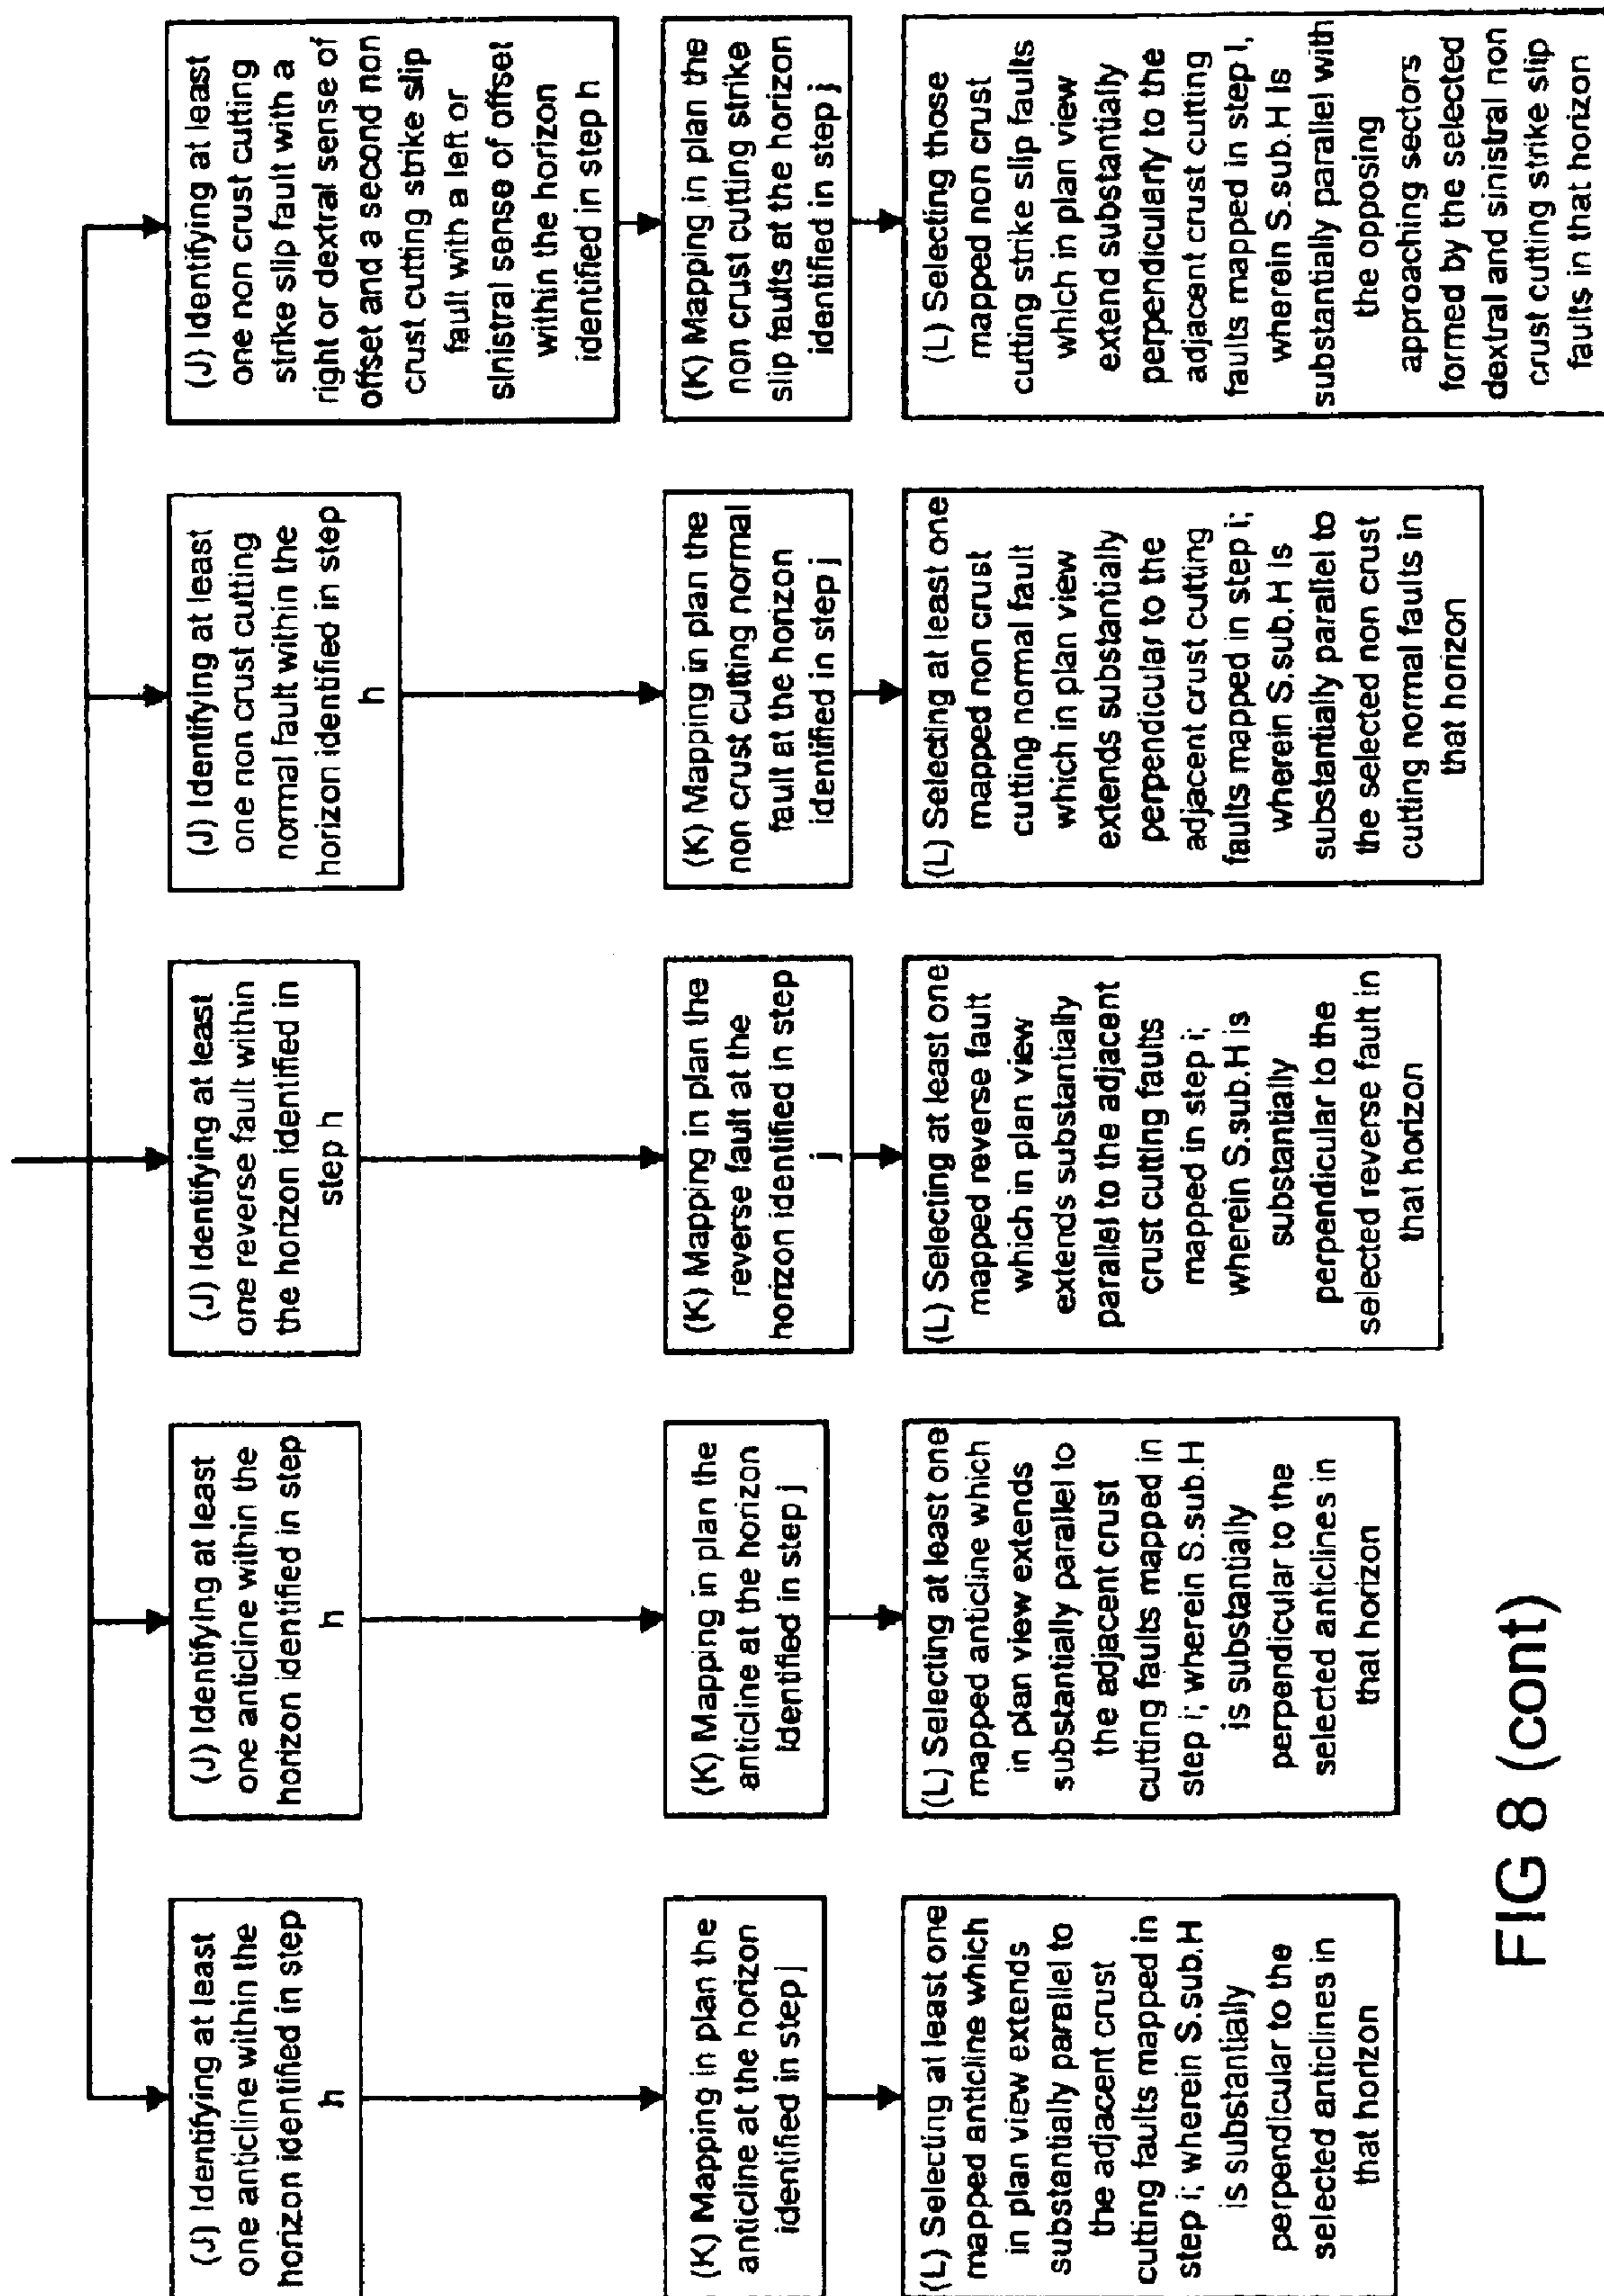 (J) Identifying at least
one anticline within the
horizon identified in step
h
(K) Mapping in plan the
anticline at the horizon
identified in step j
(L) Selecting at least one
mapped anticline which
in plan view extends
substantially parallel to
the adjacent crust
cutting faults mapped in
step i; wherein S.sub.H
is substantially
perpendicular to the
selected anticlines in
that horizon
(J) Identifying at least
one anticline within the
horizon identified in step
h
(K) Mapping in plan the
anticline at the horizon
identified in step j
(L) Selecting at least one
mapped anticline which
in plan view extends
substantially parallel to
the adjacent crust
cutting faults mapped in
step i; wherein S.sub.H
is substantially
perpendicular to the
selected anticlines in
that horizon
(J) Identifying at least
one reverse fault within
the horizon identified in
step h
(K) Mapping in plan the
reverse fault at the
horizon identified in step
j
(L) Selecting at least one
mapped reverse fault
which in plan view
extends substantially
parallel to the adjacent
crust cutting faults
mapped in step i;
wherein S.sub.H is
substantially
perpendicular to the
selected reverse fault in
that horizon
(J) Identifying at least
one non crust cutting
normal fault within the
horizon identified in step
h
(K) Mapping in plan the
non crust cutting normal
fault at the horizon
identified in step j
(L) Selecting at least one
mapped non crust
cutting normal fault
which in plan view
extends substantially
perpendicular to the
adjacent crust cutting
faults mapped in step i;
wherein S.sub.H is
substantially parallel to
the selected non crust
cutting normal faults in
that horizon
(J) Identifying at least
one non crust cutting
strike slip fault with a
right or dextral sense of
offset and a second non
crust cutting strike slip
fault with a left or
sinistral sense of offset
within the horizon
identified in step h
(K) Mapping in plan the
non crust cutting strike
slip faults at the horizon
identified in step j
(L) Selecting those
mapped non crust
cutting strike slip faults
which in plan view
extend substantially
perpendicularly to the
adjacent crust cutting
faults mapped in step I,
wherein S.sub.H is
substantially parallel with
the opposing
approaching sectors
formed by the selected
dextral and sinistral non
crust cutting strike slip
faults in that horizon
FIG 8 (cont)